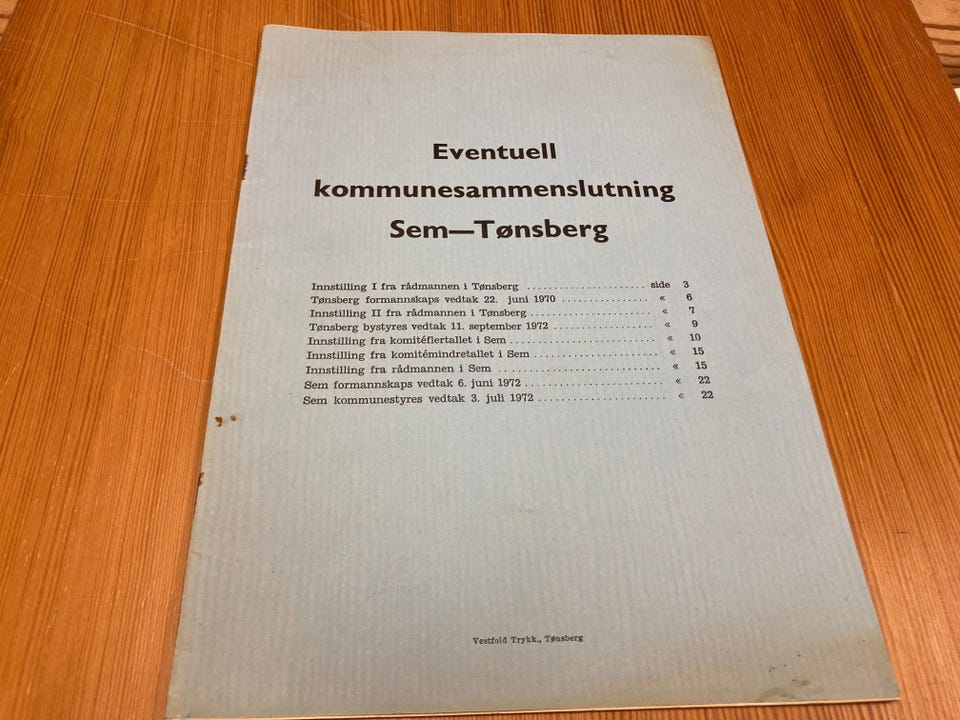 Eventuell
kommunesammenslutning
Sem—Tønsberg
Innstilling I fra rådmannen i Tønsberg ...................... side 3
Tønsberg formannskaps vedtak 22. juni 1970 ............... « 6
Innstilling II fra rådmannen i Tønsberg ..................... « 7
Tønsberg bystyres vedtak 11. september 1972 ................. « 9
Innstilling fra komitéflertallet i Sem ......................... « 10
Innstilling fra komitémindretallet i Sem ..................... « 15
Innstilling fra rådmannen i Sem ............................ « 15
Sem formannskaps vedtak 6. juni 1972 ........................ « 22
Sem kommunestyres vedtak 3. juli 1972 ...................... « 22
Vestfold Trykk., Tønsberg